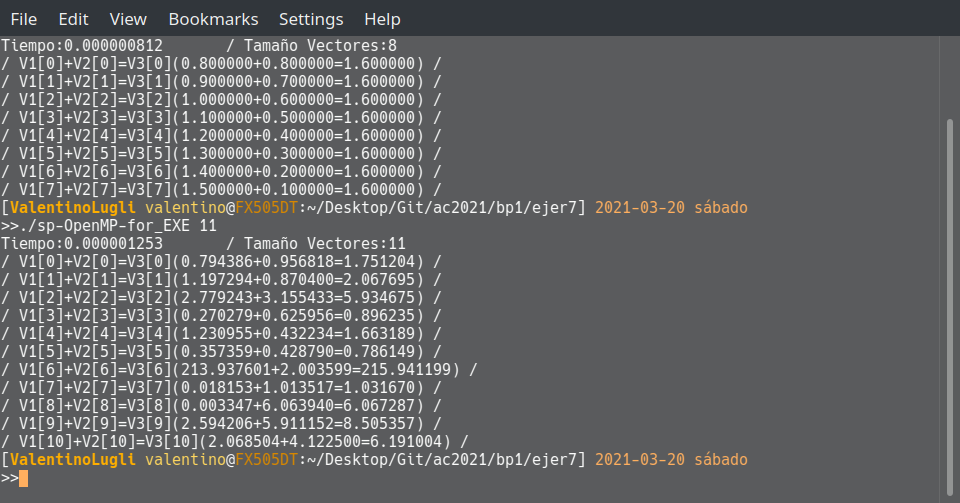 File Edit View Bookmarks Settings Help
Tiempo:0.000000812 / Tamaño Vectores:8
/ V1[0]+V2[0]=V3[0](0.800000+0.800000=1.600000) /
/ V1[1]+V2[1]=V3[1](0.900000+0.700000=1.600000) /
/ V1[2]+V2[2]=V3[2](1.000000+0.600000=1.600000) /
/ V1[3]+V2[3]=V3[3](1.100000+0.500000=1.600000) /
/ V1[4]+V2[4]=V3[4](1.200000+0.400000=1.600000) /
/ V1[5]+V2[5]=V3[5](1.300000+0.300000=1.600000) /
/ V1[6]+V2[6]=V3[6](1.400000+0.200000=1.600000) /
/ V1[7]+V2[7]=V3[7](1.500000+0.100000=1.600000) /
[ValentinoLugli valentino@FX505DT:~/Desktop/Git/ac2021/bp1/ejer7] 2021-03-20 sábado
>>./sp-OpenMP-for_EXE 11
Tiempo:0.000001253 / Tamaño Vectores:11
/ V1[0]+V2[0]=V3[0](0.794386+0.956818=1.751204) /
/ V1[1]+V2[1]=V3[1](1.197294+0.870400=2.067695) /
/ V1[2]+V2[2]=V3[2](2.779243+3.155433=5.934675) /
/ V1[3]+V2[3]=V3[3](0.270279+0.625956=0.896235) /
/ V1[4]+V2[4]=V3[4](1.230955+0.432234=1.663189) /
/ V1[5]+V2[5]=V3[5](0.357359+0.428790=0.786149) /
/ V1[6]+V2[6]=V3[6](213.937601+2.003599=215.941199) /
/ V1[7]+V2[7]=V3[7](0.018153+1.013517=1.031670) /
/ V1[8]+V2[8]=V3[8](0.003347+6.063940=6.067287) /
/ V1[9]+V2[9]=V3[9](2.594206+5.911152=8.505357) /
/ V1[10]+V2[10]=V3[10](2.068504+4.122500=6.191004) /
[ValentinoLugli valentino@FX505DT:~/Desktop/Git/ac2021/bp1/ejer7] 2021-03-20 sábado
>>